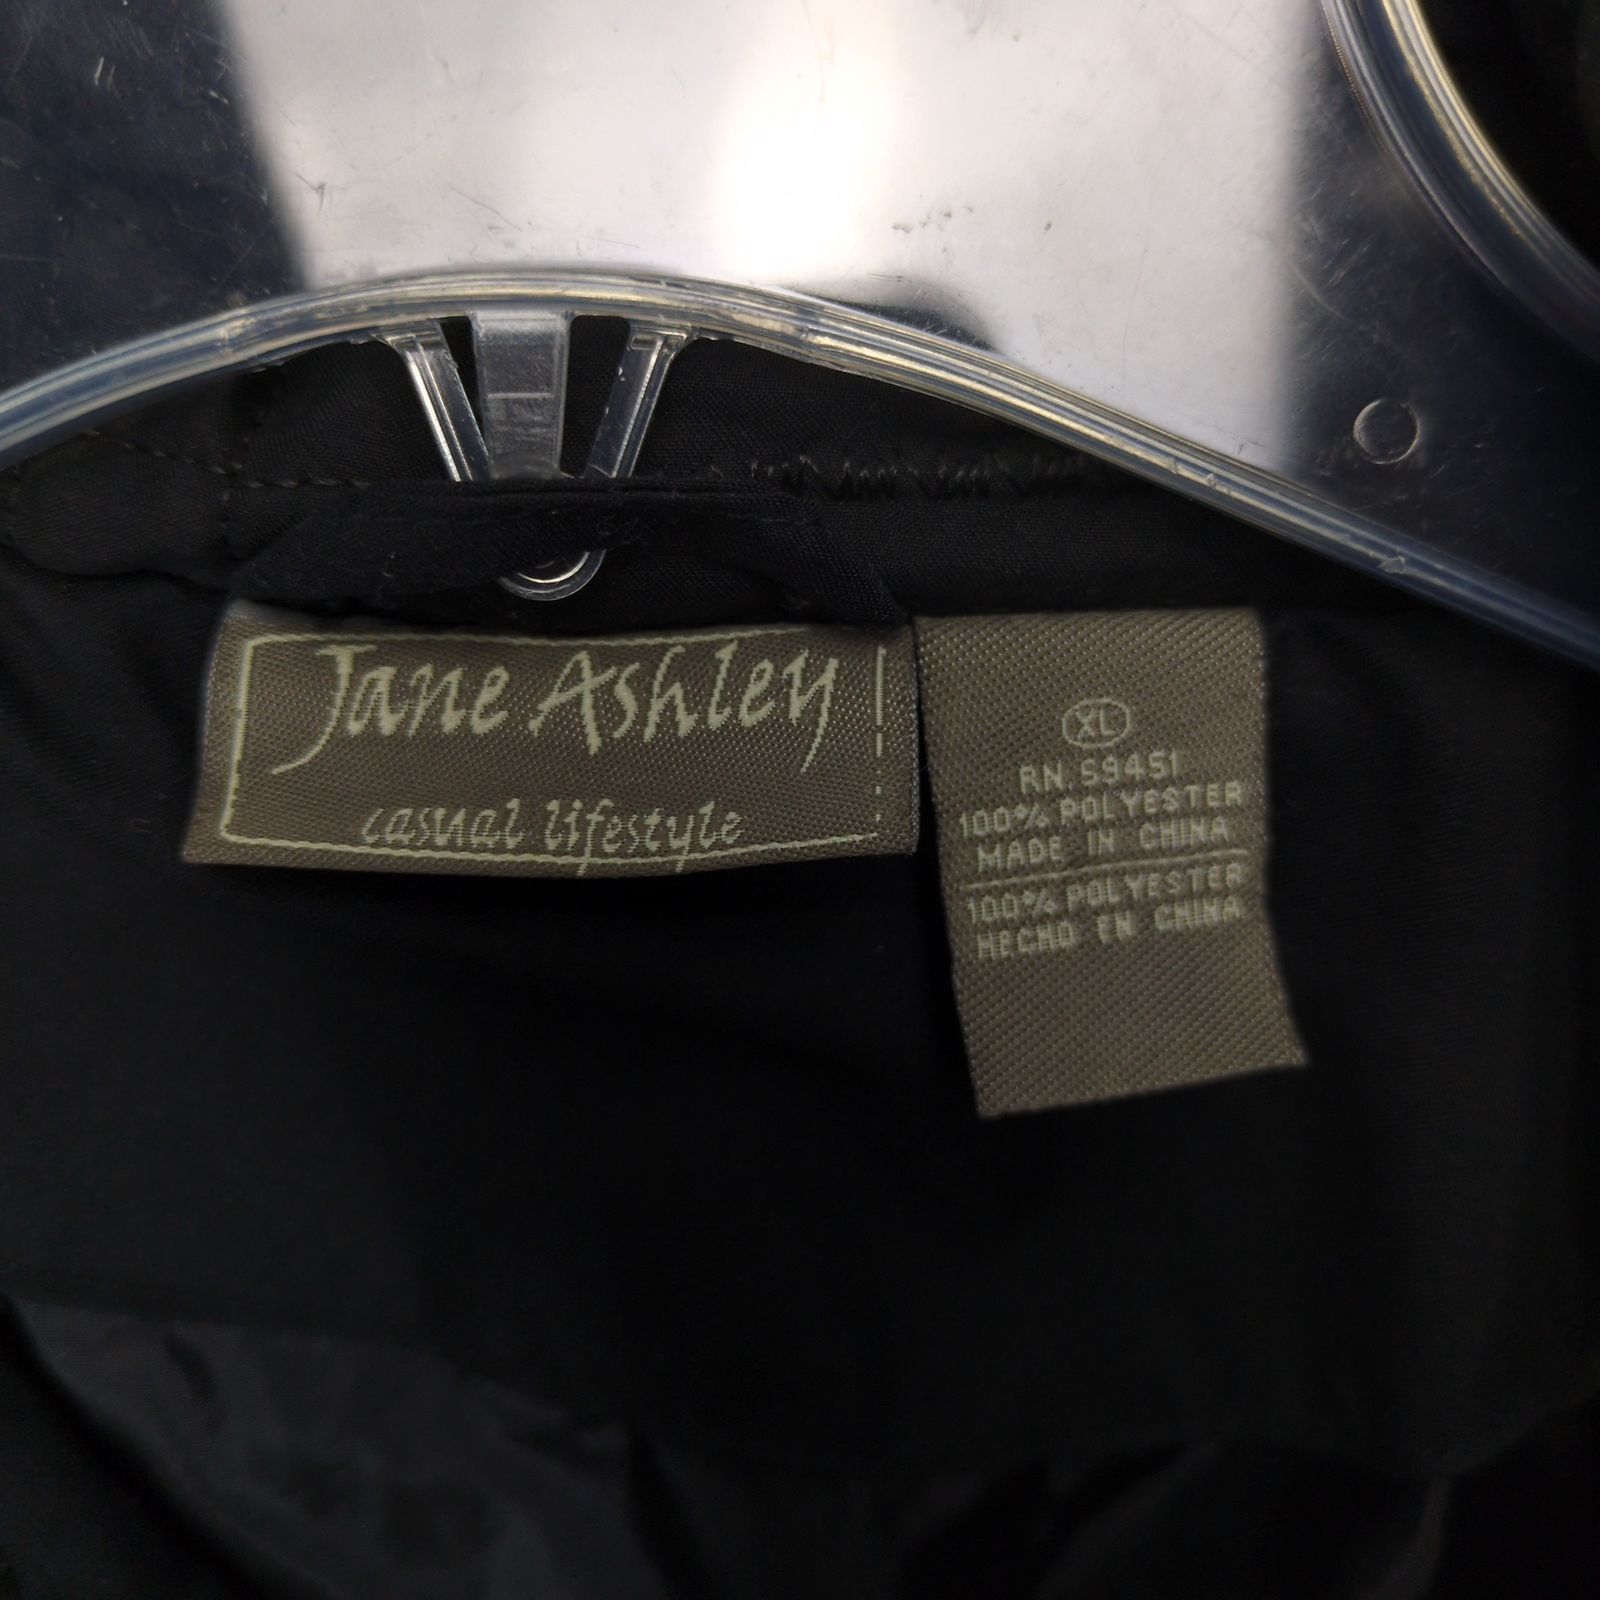 Jane Ashley
casual lifestyle
XL
RN. 59451
100% POLYESTER
MADE IN CHINA
100% POLYESTER
HECHO EN CHINA